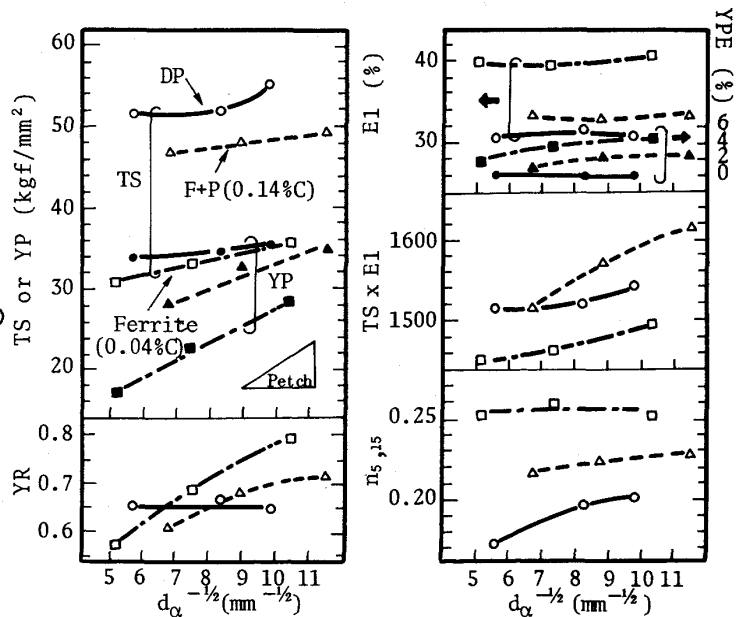 TS or YP (kgf/mm²)
60
50
40
30
20
DP
F+P(0.14%C)
TS
YP
Ferrite
(0.04%C)
Petch
YR
0.8
0.7
0.6
5 6 7 8 9 10 11
dα⁻½(mm⁻½)
El (%)
40
30
YPE (%)
6
4
2
0
TS x El
1600
1500
n5,15
0.25
0.20
5 6 7 8 9 10 11
dα⁻½(mm⁻½)